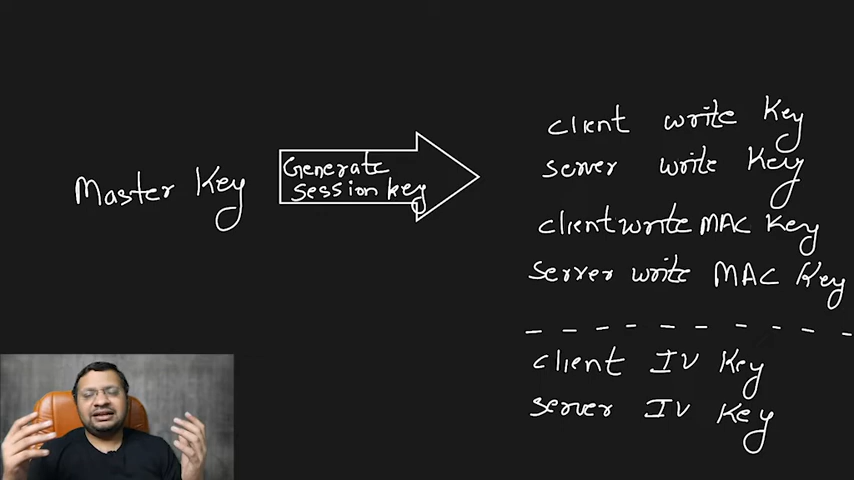 Master Key
Generate
session key
client write key
server write key
client write MAC key
server write MAC key
client IV key
server IV key